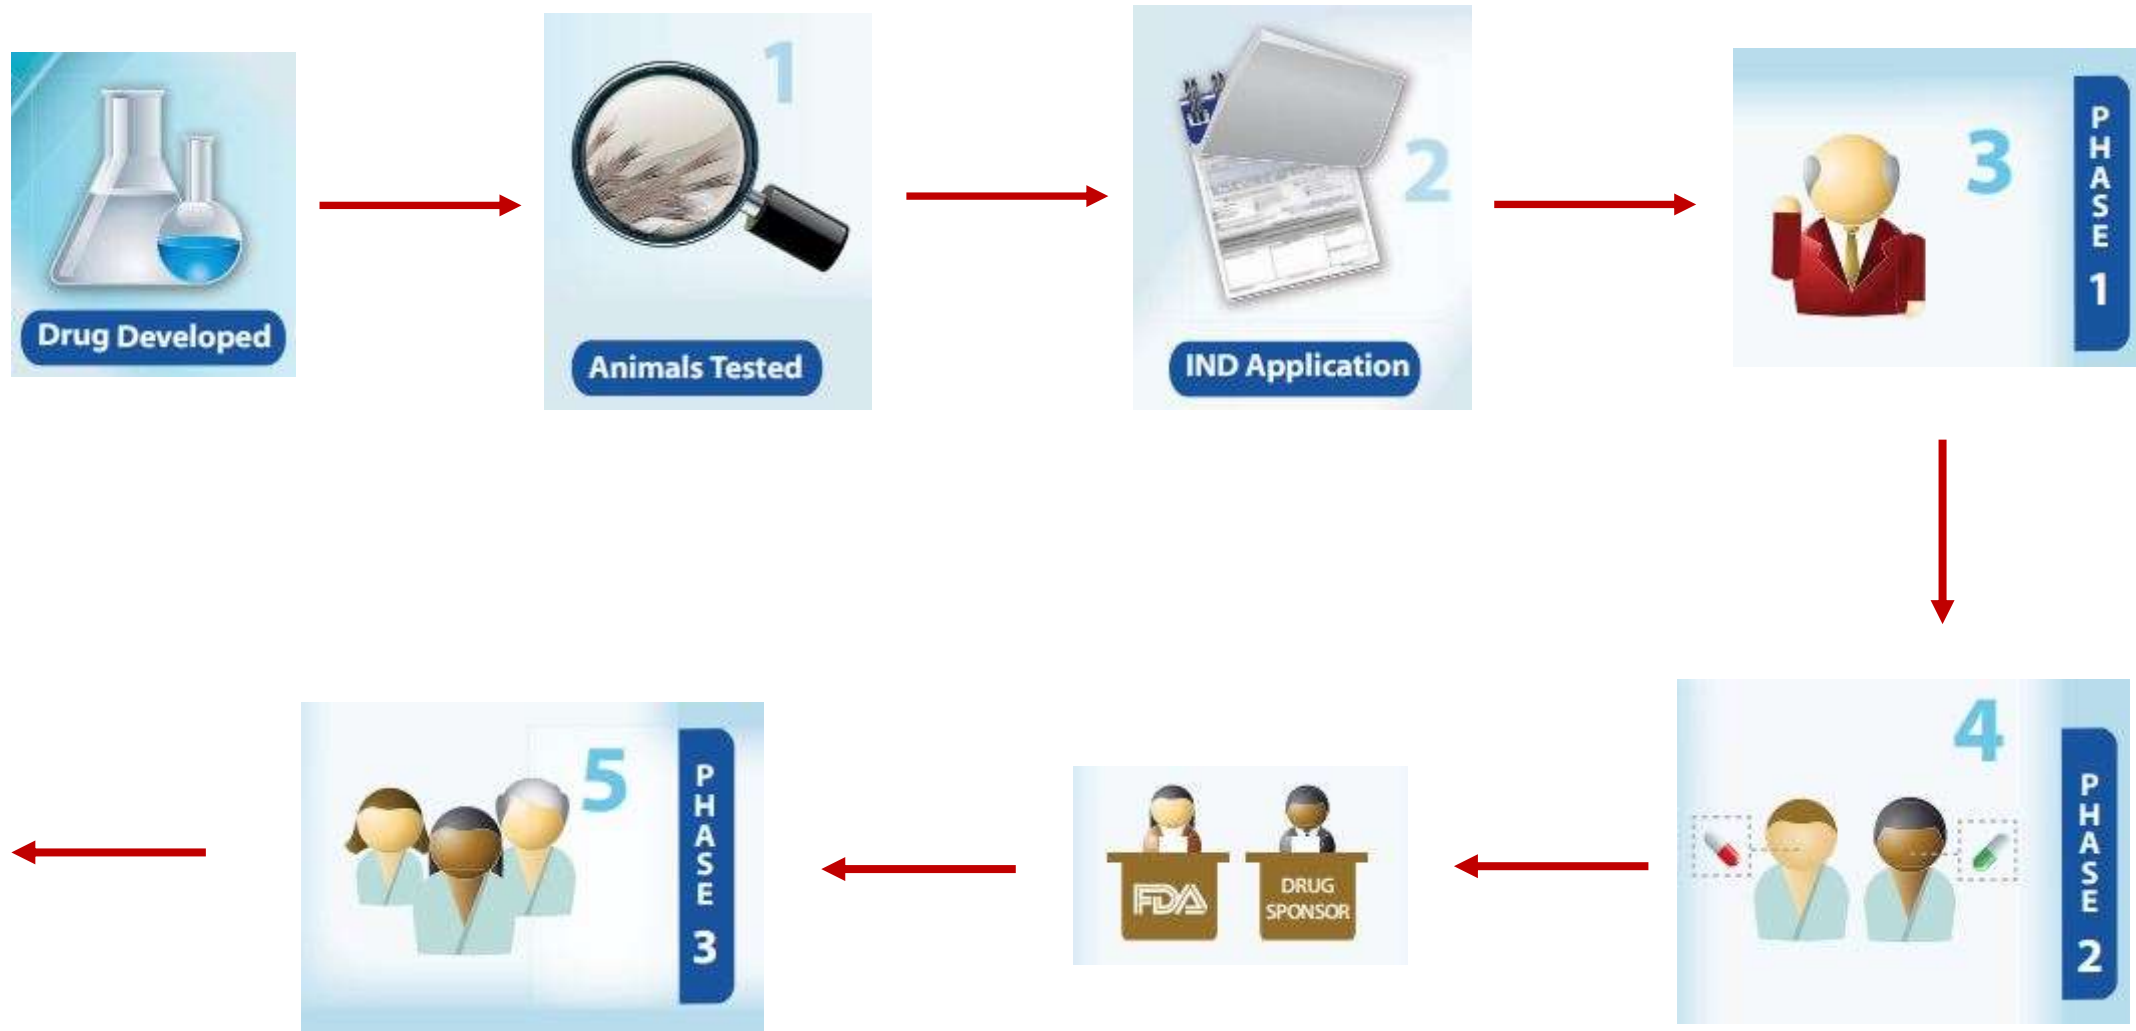 Drug Developed
1
Animals Tested
2
IND Application
3
PHASE 1
4
PHASE 2
FDA
DRUG
SPONSOR
5
PHASE 3